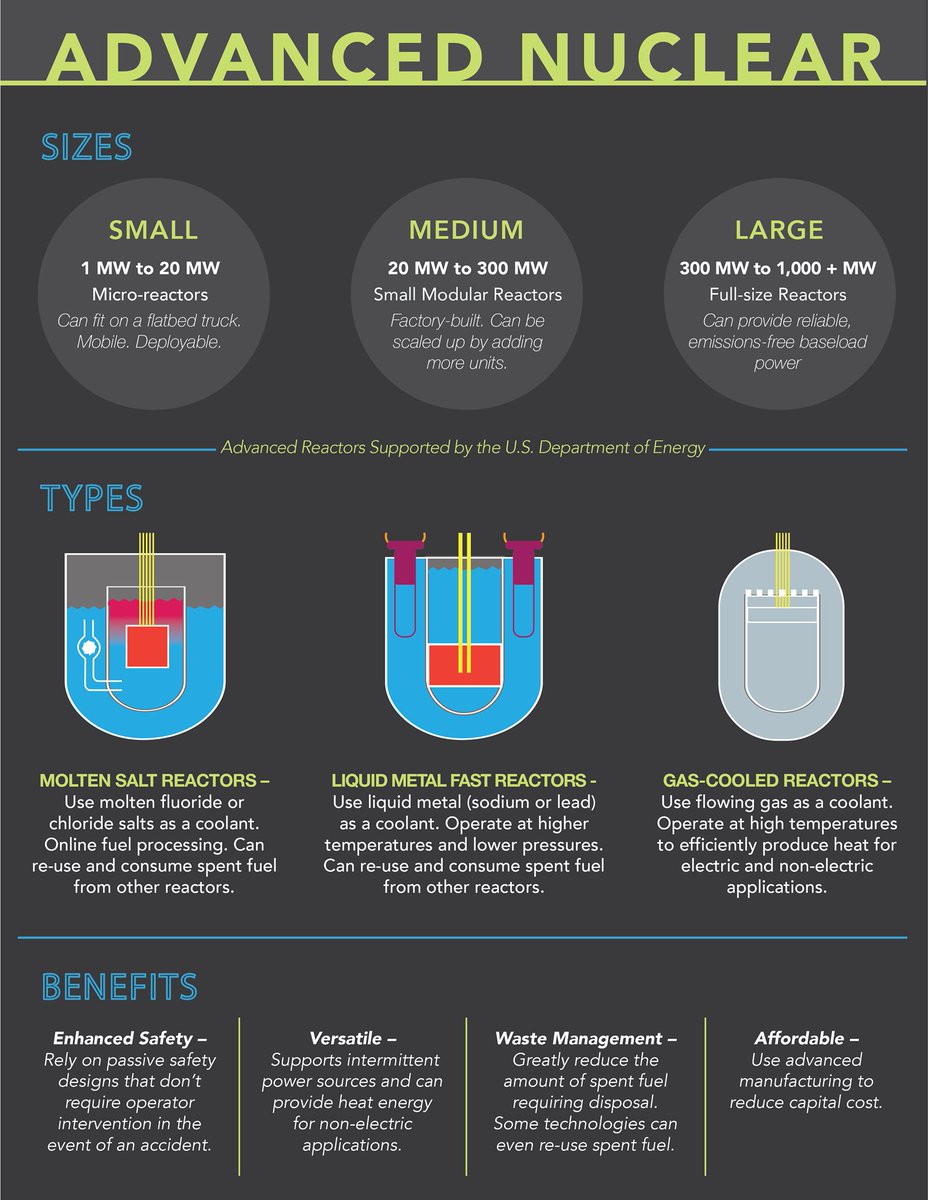 ADVANCED NUCLEAR
SIZES
SMALL
1 MW to 20 MW
Micro-reactors
Can fit on a flatbed truck.
Mobile. Deployable.
MEDIUM
20 MW to 300 MW
Small Modular Reactors
Factory-built. Can be
scaled up by adding
more units.
LARGE
300 MW to 1,000 + MW
Full-size Reactors
Can provide reliable,
emissions-free baseload
power
Advanced Reactors Supported by the U.S. Department of Energy
TYPES
MOLTEN SALT REACTORS –
Use molten fluoride or
chloride salts as a coolant.
Online fuel processing. Can
re-use and consume spent fuel
from other reactors.
LIQUID METAL FAST REACTORS -
Use liquid metal (sodium or lead)
as a coolant. Operate at higher
temperatures and lower pressures.
Can re-use and consume spent fuel
from other reactors.
GAS-COOLED REACTORS –
Use flowing gas as a coolant.
Operate at high temperatures
to efficiently produce heat for
electric and non-electric
applications.
BENEFITS
Enhanced Safety –
Rely on passive safety
designs that don’t
require operator
intervention in the
event of an accident.
Versatile –
Supports intermittent
power sources and can
provide heat energy
for non-electric
applications.
Waste Management –
Greatly reduce the
amount of spent fuel
requiring disposal.
Some technologies can
even re-use spent fuel.
Affordable –
Use advanced
manufacturing to
reduce capital cost.